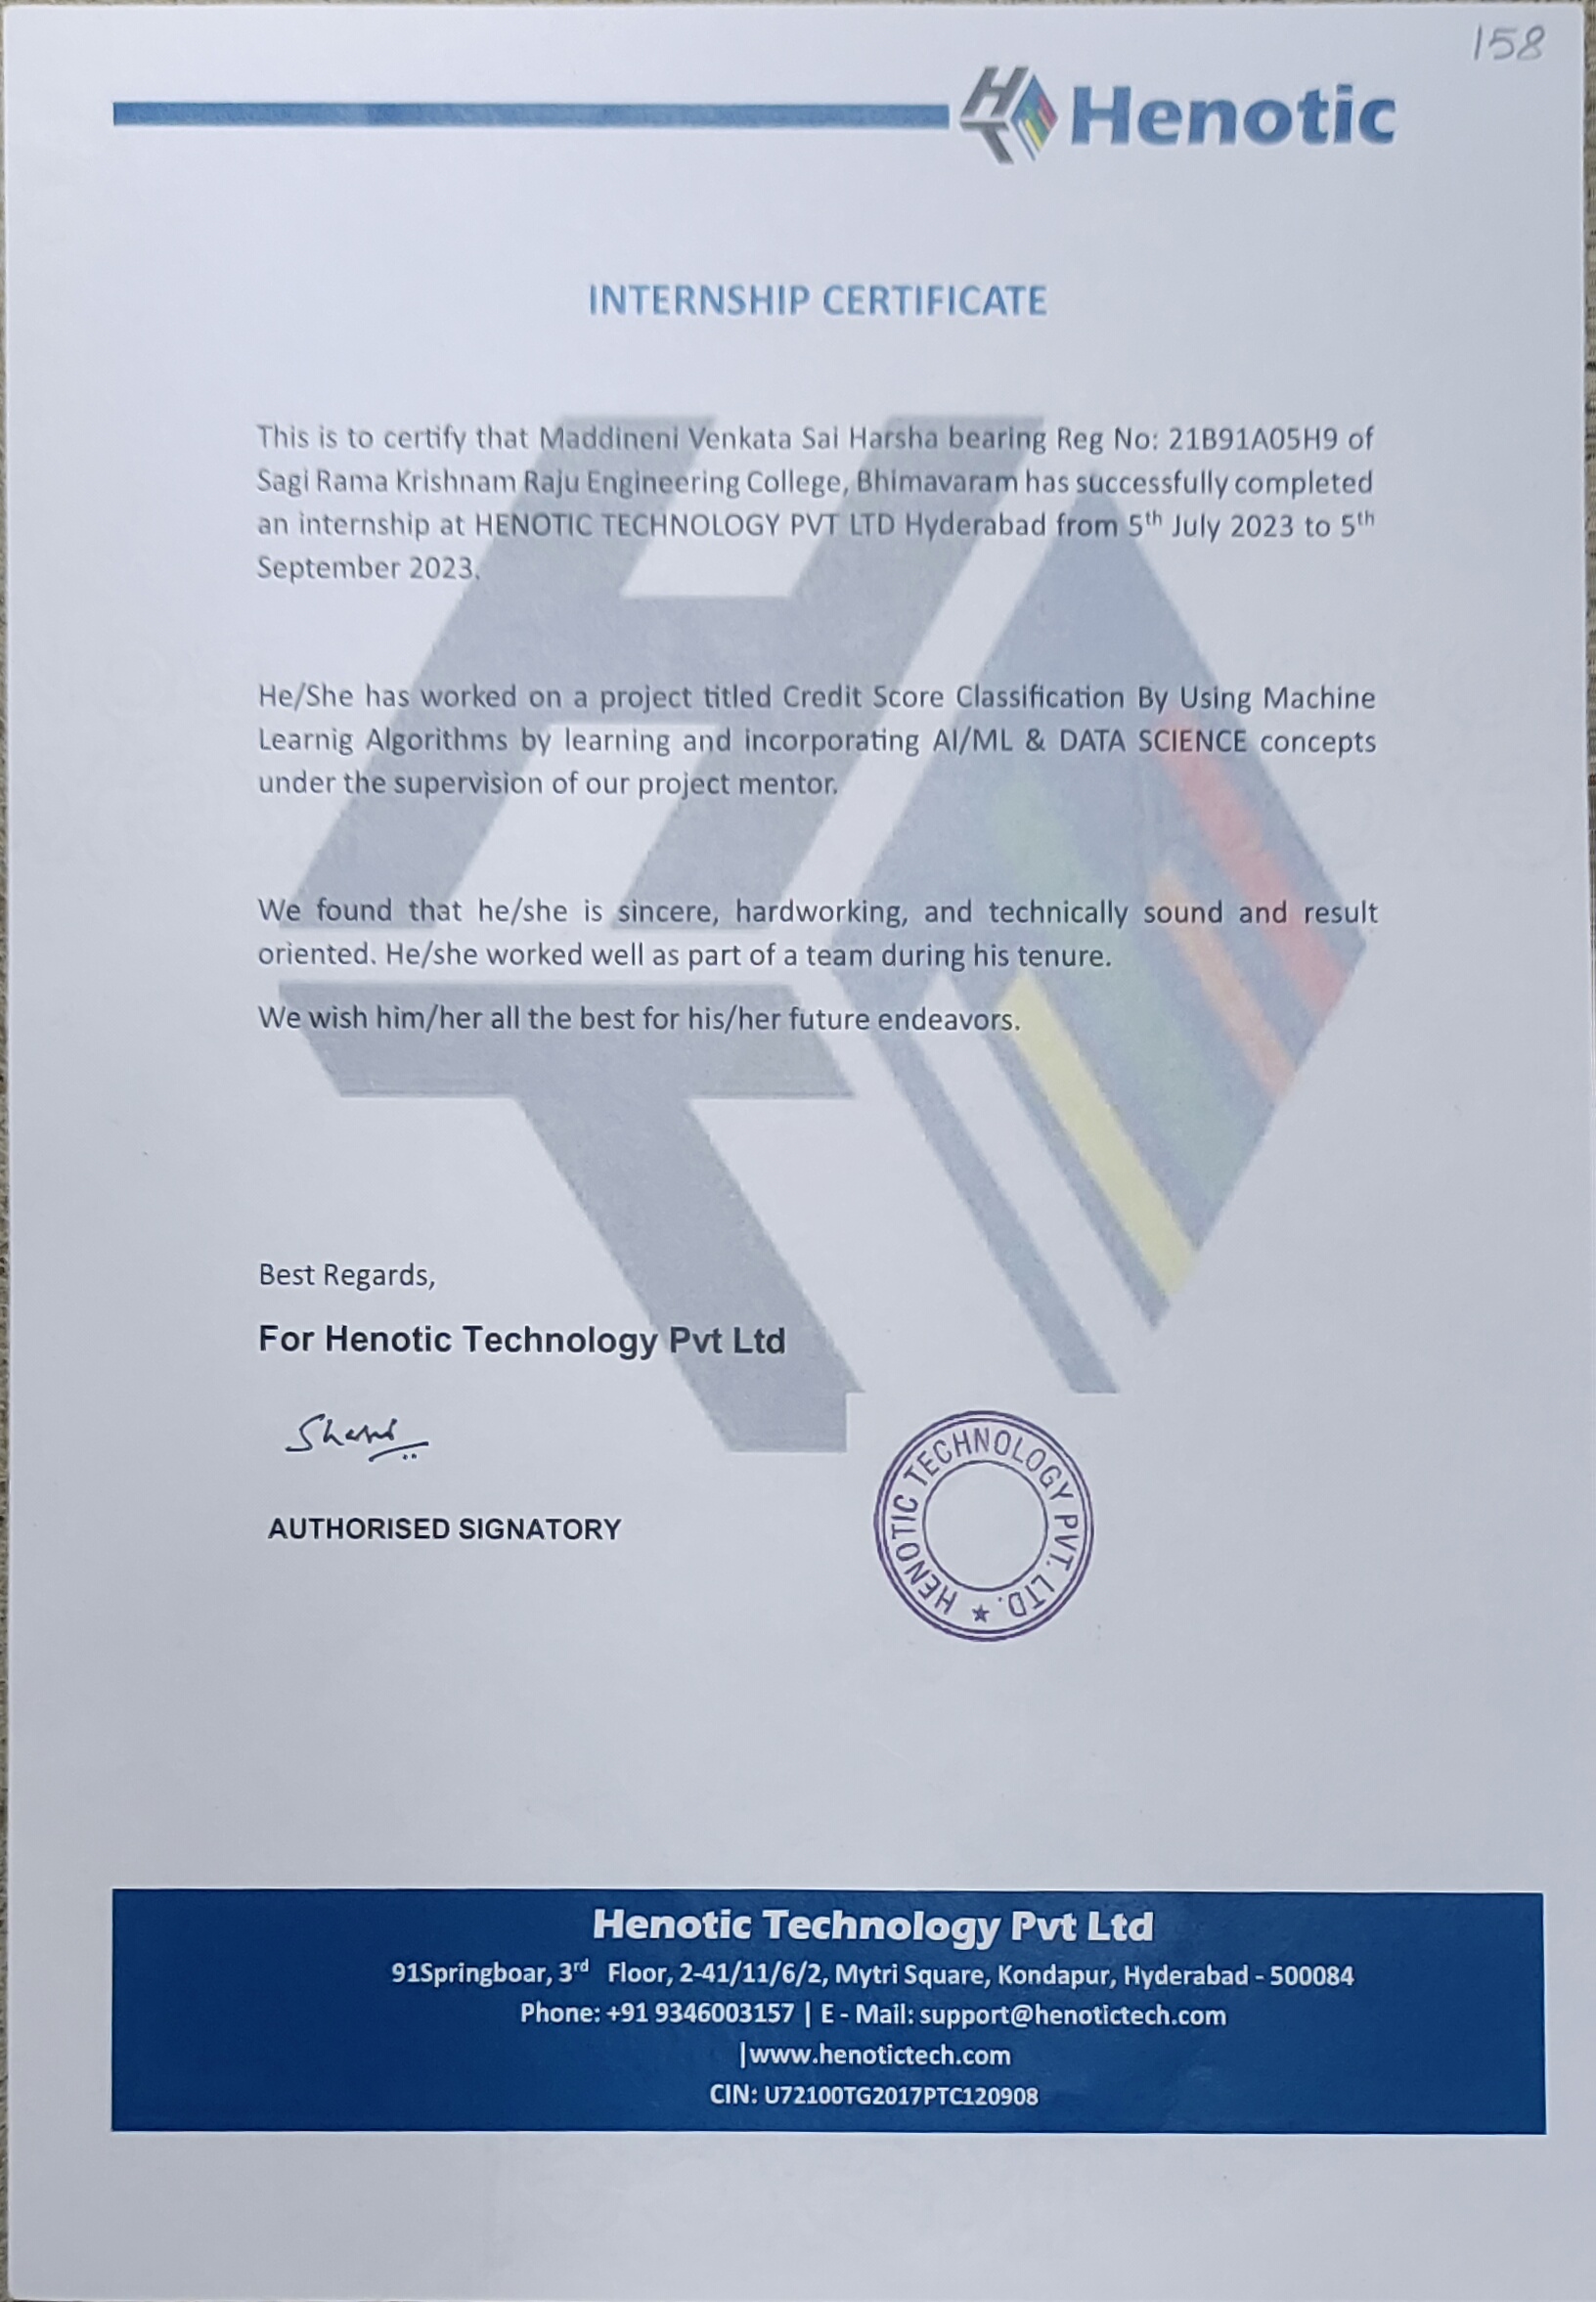 158
Henotic
INTERNSHIP CERTIFICATE
This is to certify that Maddineni Venkata Sai Harsha bearing Reg No: 21B91A05H9 of
Sagi Rama Krishnam Raju Engineering College, Bhimavaram has successfully completed
an internship at HENOTIC TECHNOLOGY PVT LTD Hyderabad from 5th July 2023 to 5th
September 2023.
He/She has worked on a project titled Credit Score Classification By Using Machine
Learnig Algorithms by learning and incorporating AI/ML & DATA SCIENCE concepts
under the supervision of our project mentor.
We found that he/she is sincere, hardworking, and technically sound and result
oriented. He/she worked well as part of a team during his tenure.
We wish him/her all the best for his/her future endeavors.
Best Regards,
For Henotic Technology Pvt Ltd
AUTHORISED SIGNATORY
HENOTIC TECHNOLOGY PVT. LTD. ★
Henotic Technology Pvt Ltd
91Springboar, 3rd Floor, 2-41/11/6/2, Mytri Square, Kondapur, Hyderabad - 500084
Phone: +91 9346003157 | E - Mail: support@henotictech.com
|www.henotictech.com
CIN: U72100TG2017PTC120908